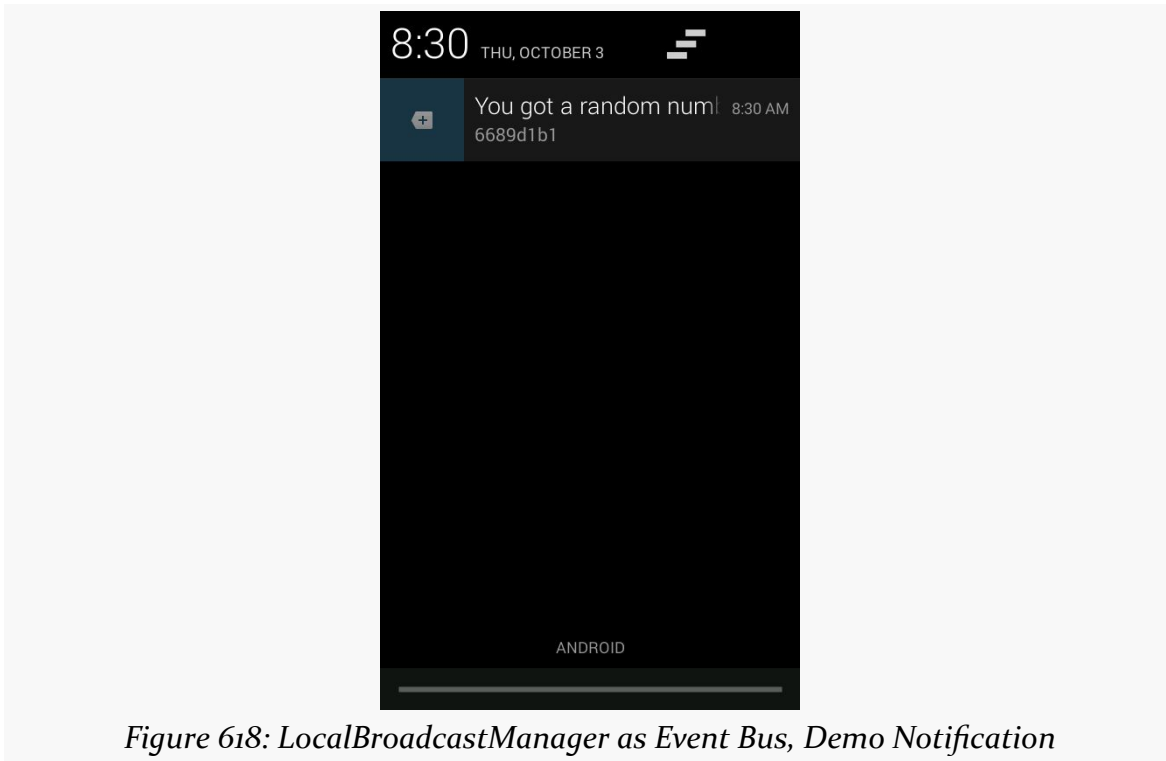 8:30 THU, OCTOBER 3
You got a random num 8:30 AM
6689d1b1
ANDROID
Figure 618: LocalBroadcastManager as Event Bus, Demo Notification